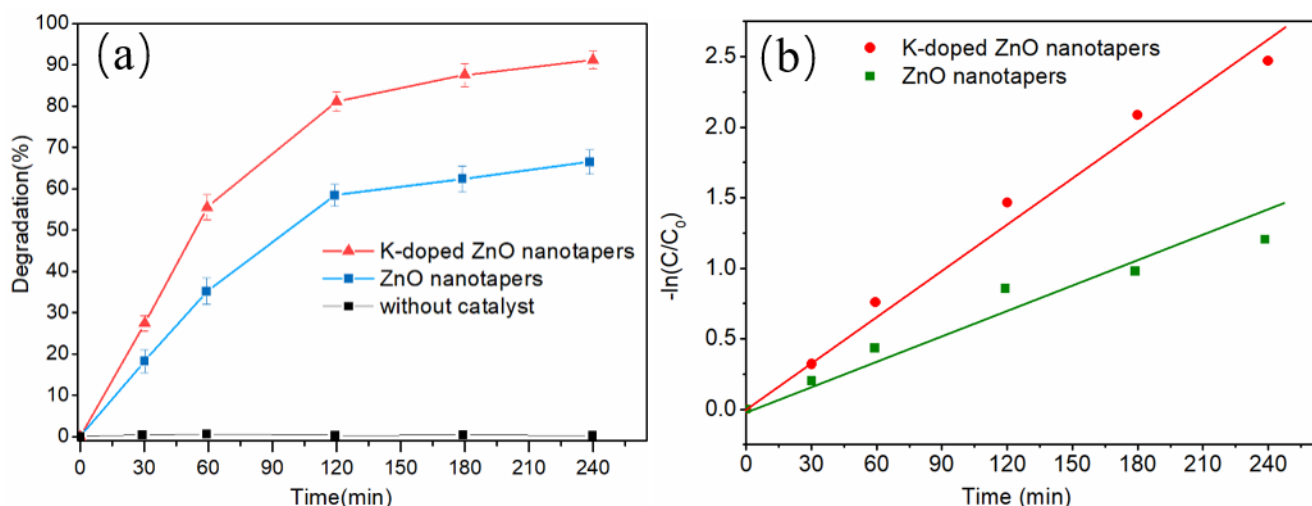 (a)
100
90
80
70
60
50
40
30
20
10
0
Degradation(%)
K-doped ZnO nanotapers
ZnO nanotapers
without catalyst
0 30 60 90 120 150 180 210 240
Time(min)
(b)
2.5
2.0
1.5
1.0
0.5
0.0
-ln(C/C₀)
K-doped ZnO nanotapers
ZnO nanotapers
0 30 60 90 120 150 180 210 240
Time (min)